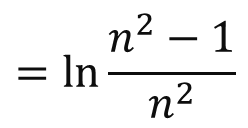 = ln (n² − 1)/n²